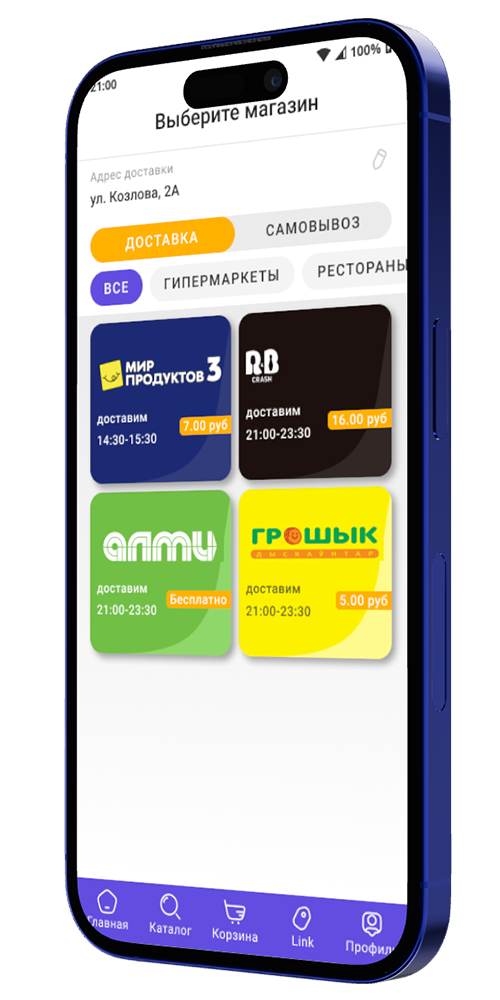 21:00
100%
Выберите магазин
Адрес доставки
ул. Козлова, 2А
ДОСТАВКА САМОВЫВОЗ
ВСЕ ГИПЕРМАРКЕТЫ РЕСТОРАНЫ
МИР
ПРОДУКТОВ 3
доставим
14:30-15:30
7.00 руб
R&B
CRASH
доставим
21:00-23:30
16.00 руб
алми
доставим
21:00-23:30
Бесплатно
ГРОШЫК
ДЫСКАЎНТАР
доставим
21:00-23:30
5.00 руб
Главная Каталог Корзина Link Профиль